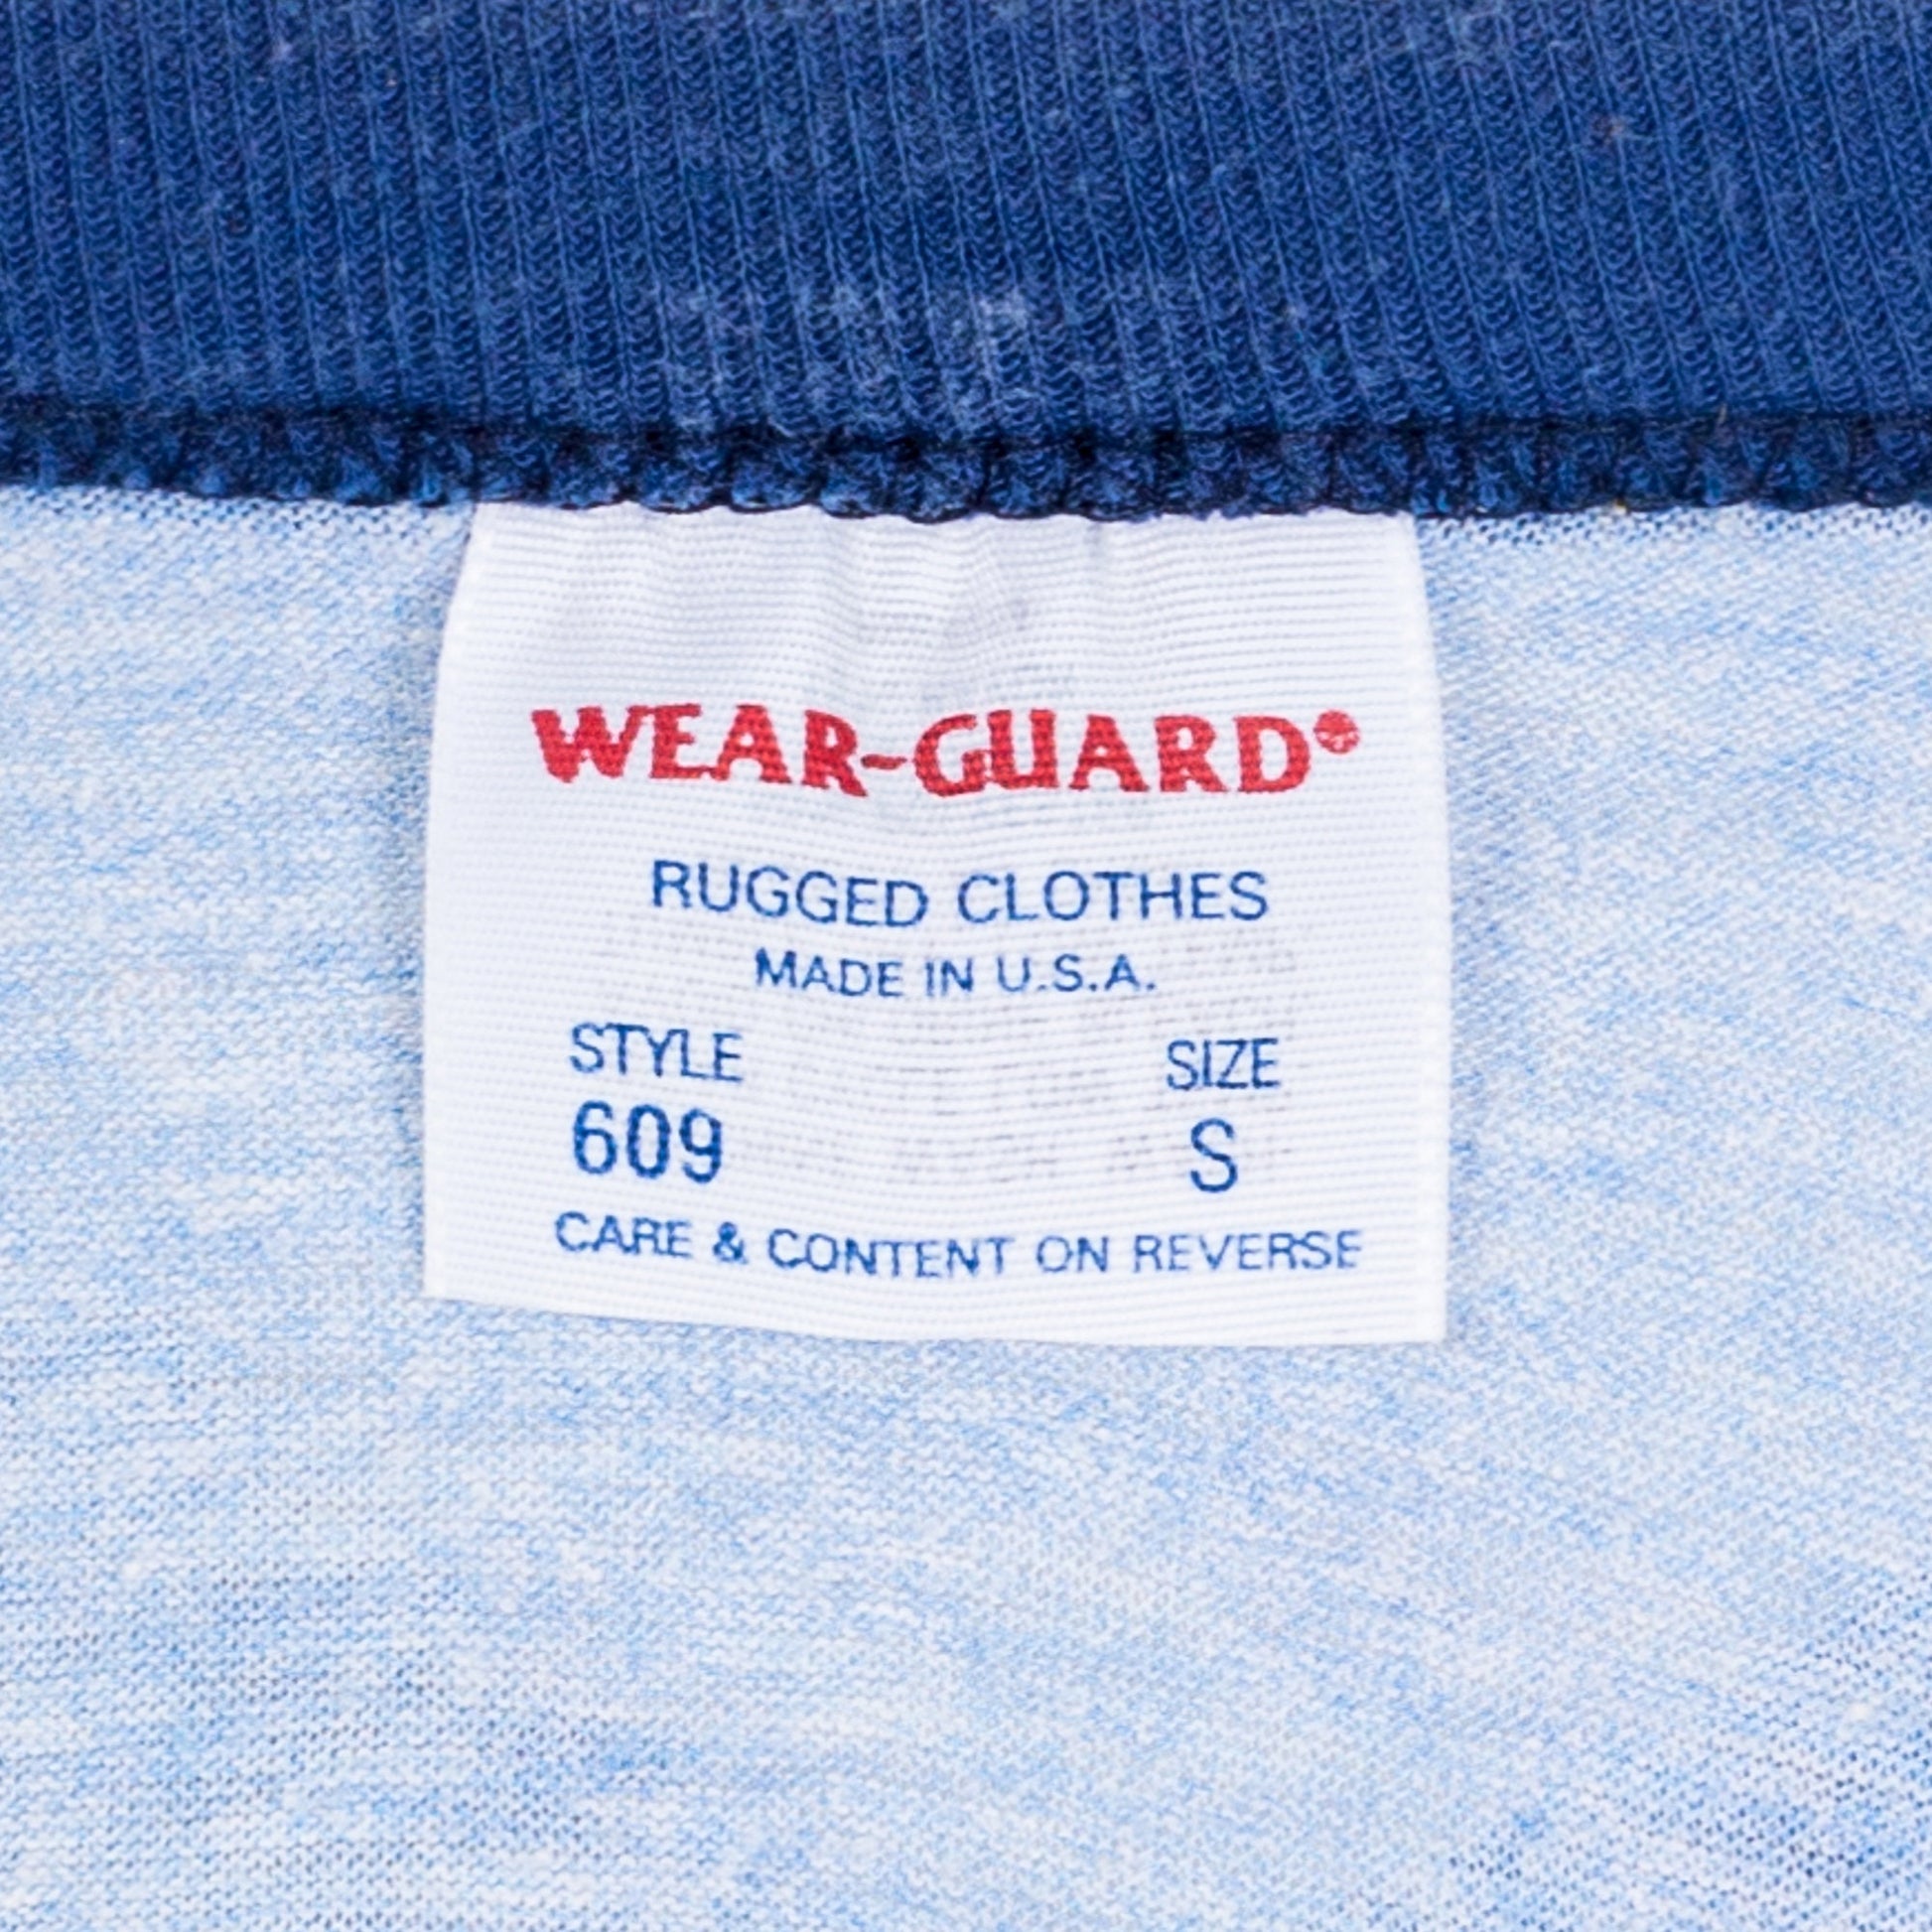 WEAR-GUARD®
RUGGED CLOTHES
MADE IN U.S.A.
STYLE SIZE
609 S
CARE & CONTENT ON REVERSE